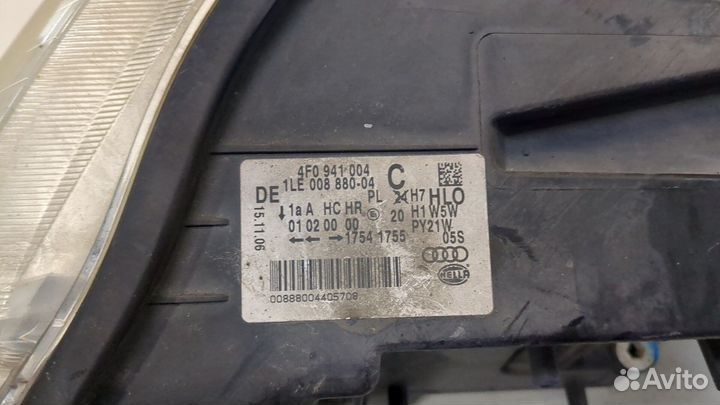 4F0 941 004 C
1LE 008 880-04
DE PL H7 HLO
15.11.06
↓1a A HC HR 20 H1 W5W
01 02 00 00 PY21W
←← → 1754 1755 05S
HELLA
00888004405708
Avito